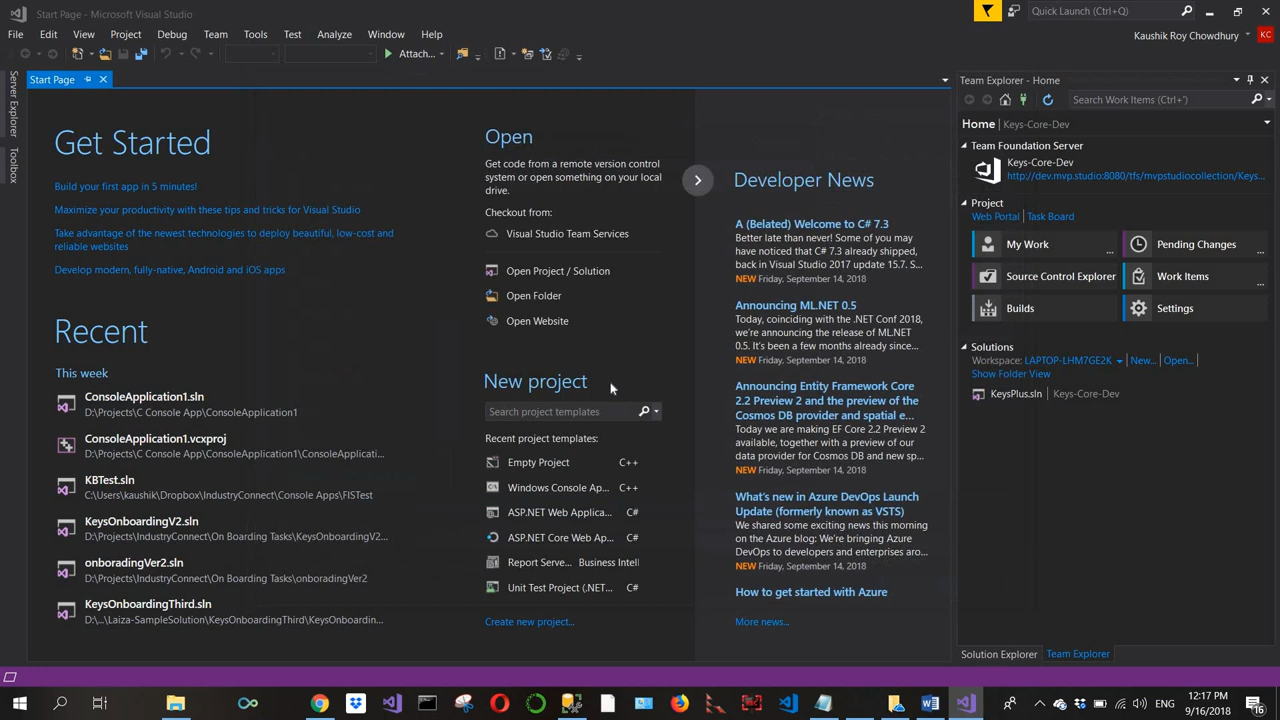 Start Page - Microsoft Visual Studio
Quick Launch (Ctrl+Q)
File Edit View Project Debug Team Tools Test Analyze Window Help
Kaushik Roy Chowdhury KC
Attach...
Server Explorer
Toolbox
Start Page
Get Started
Build your first app in 5 minutes!
Maximize your productivity with these tips and tricks for Visual Studio
Take advantage of the newest technologies to deploy beautiful, low-cost and
reliable websites
Develop modern, fully-native, Android and iOS apps
Recent
This week
ConsoleApplication1.sln
D:\Projects\C Console App\ConsoleApplication1
ConsoleApplication1.vcxproj
D:\Projects\C Console App\ConsoleApplication1\ConsoleApplicati...
KBTest.sln
C:\Users\kaushik\Dropbox\IndustryConnect\Console Apps\FISTest
KeysOnboardingV2.sln
D:\Projects\IndustryConnect\On Boarding Tasks\KeysOnboardingV2...
onboradingVer2.sln
D:\Projects\IndustryConnect\On Boarding Tasks\onboradingVer2
KeysOnboardingThird.sln
D:\...\Laiza-SampleSolution\KeysOnboardingThird\KeysOnboardin...
Open
Get code from a remote version control
system or open something on your local
drive.
Checkout from:
Visual Studio Team Services
Open Project / Solution
Open Folder
Open Website
New project
Search project templates
Recent project templates:
Empty Project C++
Windows Console Ap... C++
ASP.NET Web Applica... C#
ASP.NET Core Web Ap... C#
Report Serve... Business Intell
Unit Test Project (.NET... C#
Create new project...
Developer News
A (Belated) Welcome to C# 7.3
Better late than never! Some of you may
have noticed that C# 7.3 already shipped,
back in Visual Studio 2017 update 15.7. S...
NEW Friday, September 14, 2018
Announcing ML.NET 0.5
Today, coinciding with the .NET Conf 2018,
we're announcing the release of ML.NET
0.5. It's been a few months already since...
NEW Friday, September 14, 2018
Announcing Entity Framework Core
2.2 Preview 2 and the preview of the
Cosmos DB provider and spatial e...
Today we are making EF Core 2.2 Preview 2
available, together with a preview of our
data provider for Cosmos DB and new sp...
NEW Friday, September 14, 2018
What's new in Azure DevOps Launch
Update (formerly known as VSTS)
We shared some exciting news this morning
on the Azure blog: We're bringing Azure
DevOps to developers and enterprises aro...
NEW Friday, September 14, 2018
How to get started with Azure
More news...
Team Explorer - Home
Search Work Items (Ctrl+')
Home Keys-Core-Dev
Team Foundation Server
Keys-Core-Dev
http://dev.mvp.studio:8080/tfs/mvpstudiocollection/Keys...
Project
Web Portal Task Board
My Work ...
Pending Changes ...
Source Control Explorer
Work Items ...
Builds
Settings
Solutions
Workspace: LAPTOP-LHM7GE2K New... Open...
Show Folder View
KeysPlus.sln Keys-Core-Dev
Solution Explorer Team Explorer
12:17 PM
9/16/2018
16